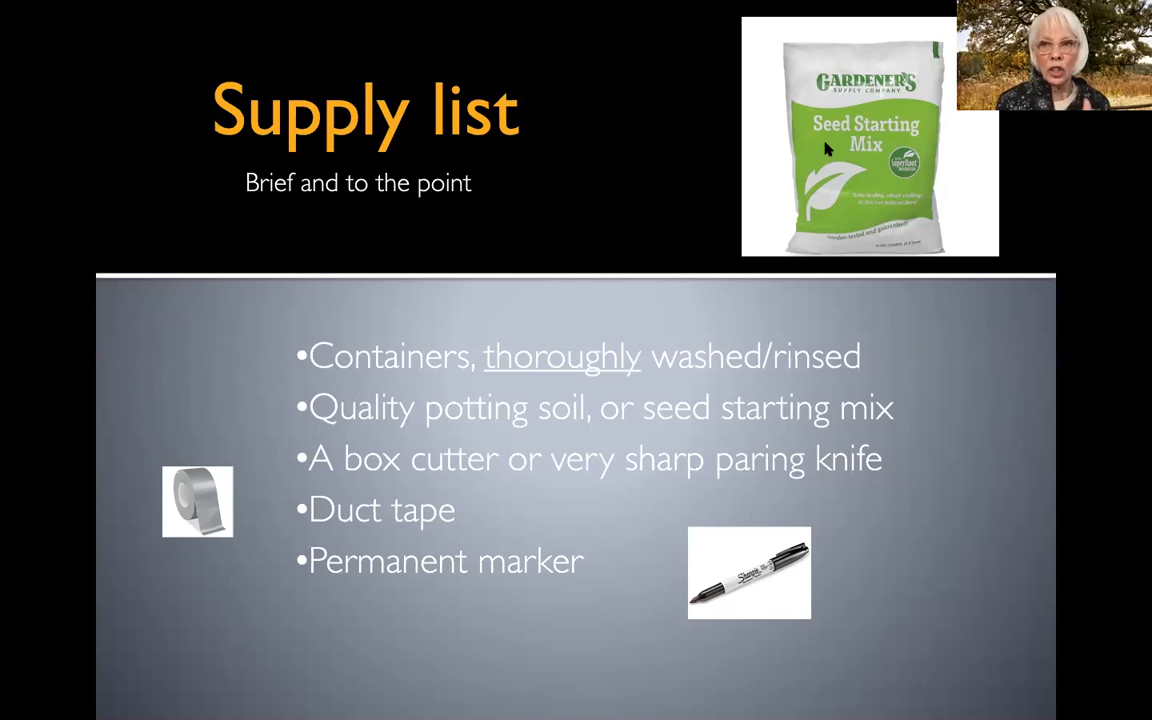 Supply list
Brief and to the point
GARDENER'S
SUPPLY COMPANY
Seed Starting
Mix
•Containers, thoroughly washed/rinsed
•Quality potting soil, or seed starting mix
•A box cutter or very sharp paring knife
•Duct tape
•Permanent marker
Sharpie